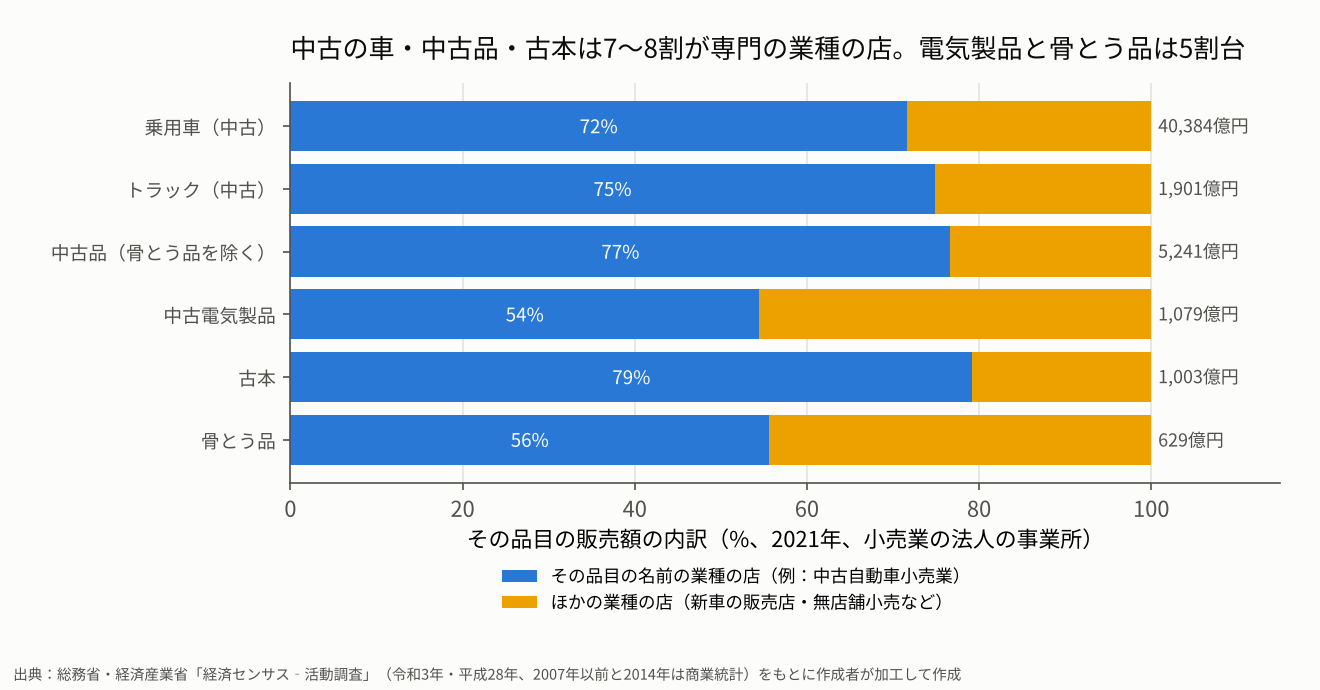 中古の車・中古品・古本は7〜8割が専門の業種の店。電気製品と骨とう品は5割台
乗用車（中古） 72% 40,384億円
トラック（中古） 75% 1,901億円
中古品（骨とう品を除く） 77% 5,241億円
中古電気製品 54% 1,079億円
古本 79% 1,003億円
骨とう品 56% 629億円
0 20 40 60 80 100
その品目の販売額の内訳（%、2021年、小売業の法人の事業所）
その品目の名前の業種の店（例：中古自動車小売業）
ほかの業種の店（新車の販売店・無店舗小売など）
出典：総務省・経済産業省「経済センサス‐活動調査」（令和3年・平成28年、2007年以前と2014年は商業統計）をもとに作成者が加工して作成